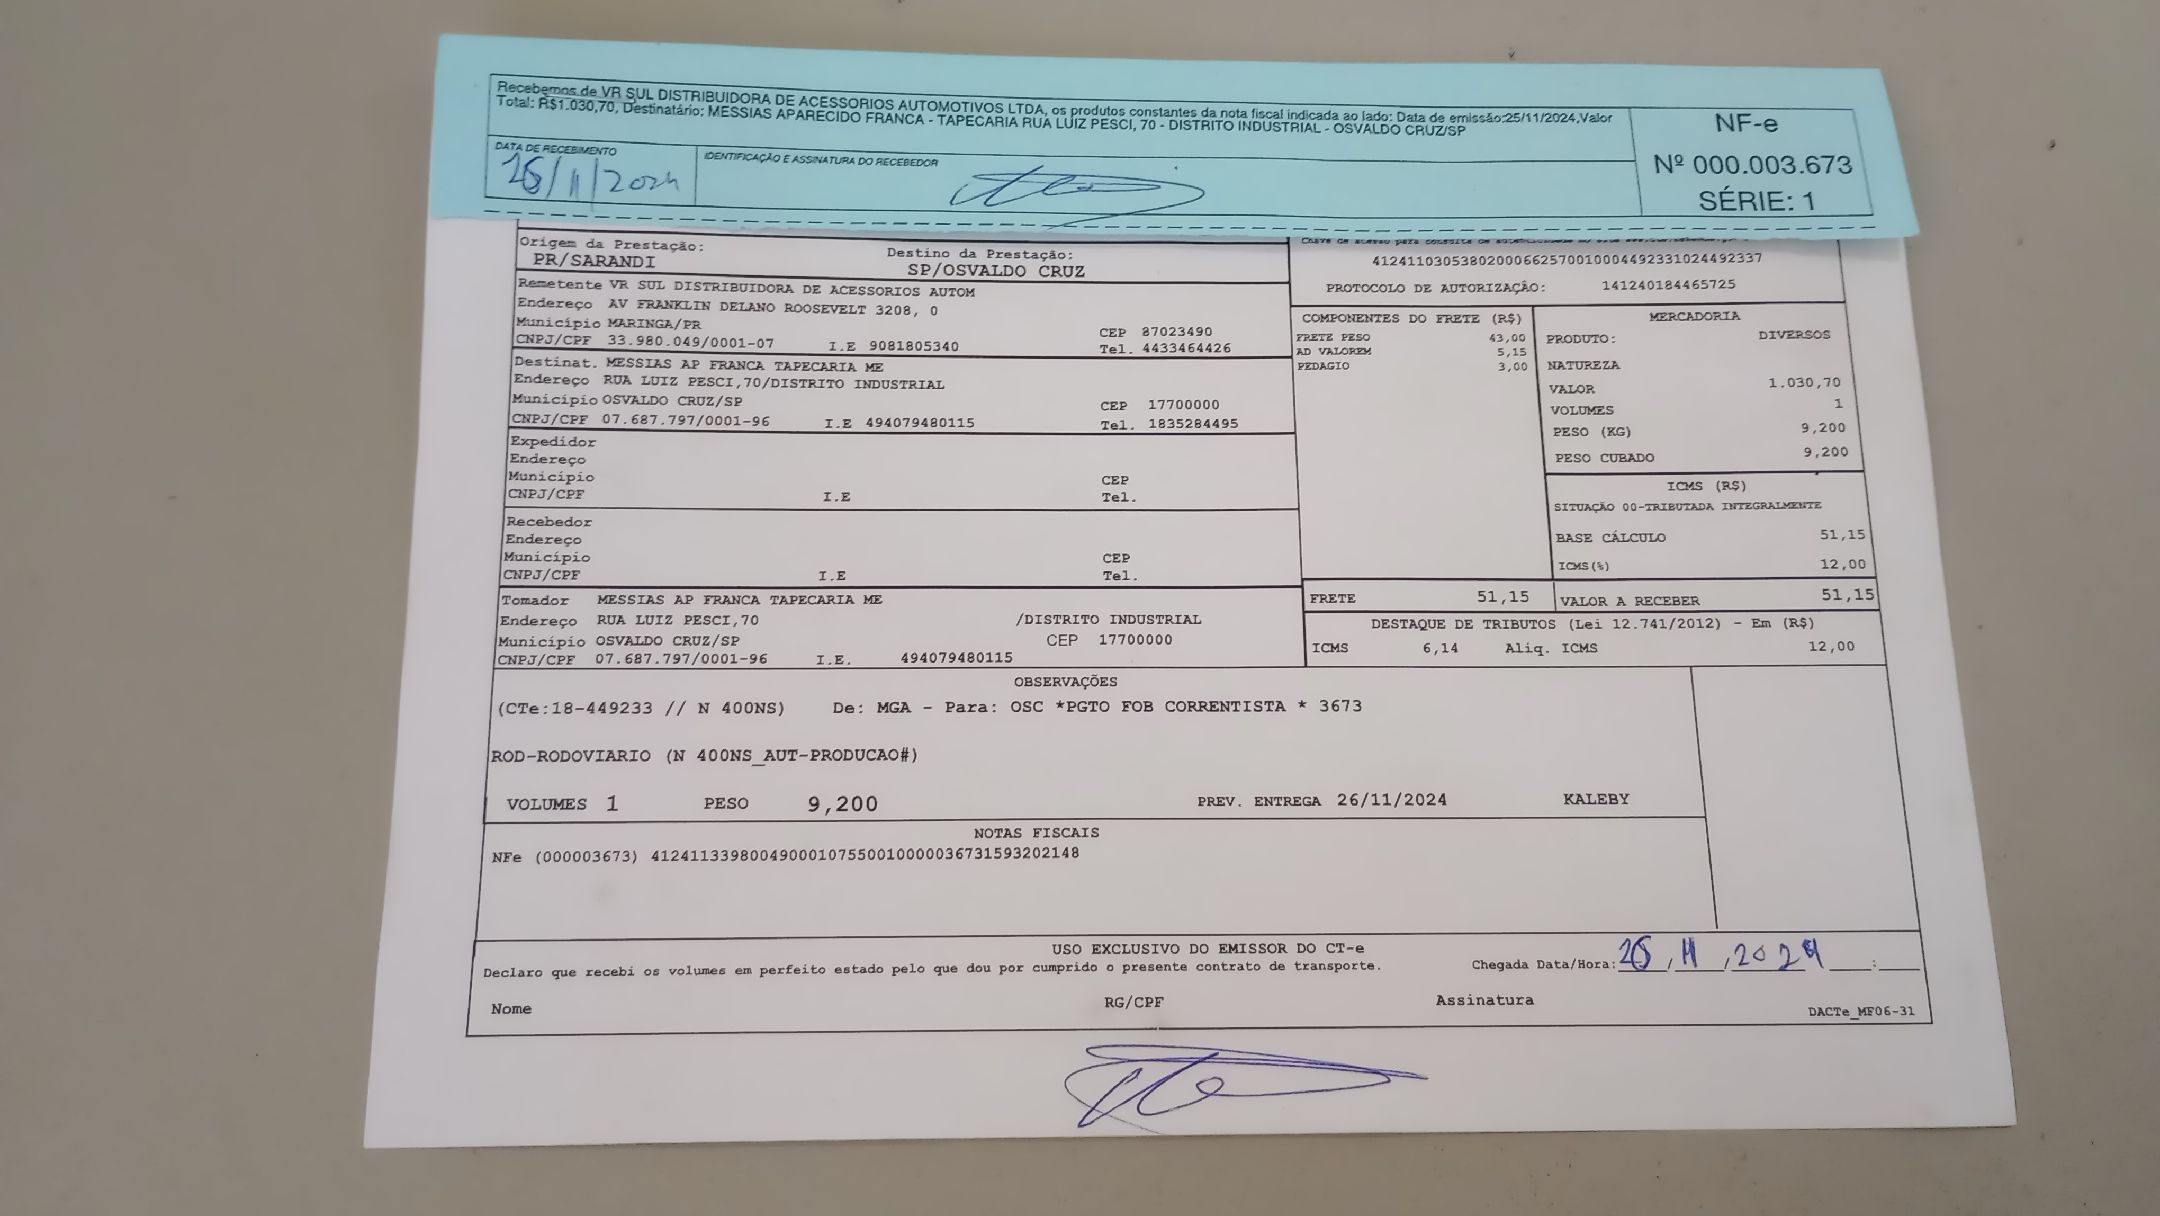 Recebemos de VR SUL DISTRIBUIDORA DE ACESSORIOS AUTOMOTIVOS LTDA, os produtos constantes da nota fiscal indicada ao lado: Data de emissão:25/11/2024,Valor
Total: R$1.030,70, Destinatário: MESSIAS APARECIDO FRANCA - TAPECARIA RUA LUIZ PESCI, 70 - DISTRITO INDUSTRIAL - OSVALDO CRUZ/SP
NF-e
Nº 000.003.673
SÉRIE: 1
DATA DE RECEBIMENTO
IDENTIFICAÇÃO E ASSINATURA DO RECEBEDOR
/11/2024
Origem da Prestação:
PR/SARANDI
Destino da Prestação:
SP/OSVALDO CRUZ
41241103053802000662570010004492331024492337
PROTOCOLO DE AUTORIZAÇÃO: 141240184465725
Remetente VR SUL DISTRIBUIDORA DE ACESSORIOS AUTOM
Endereço AV FRANKLIN DELANO ROOSEVELT 3208, 0
Município MARINGA/PR CEP 87023490
CNPJ/CPF 33.980.049/0001-07 I.E 9081805340 Tel. 4433464426
Destinat. MESSIAS AP FRANCA TAPECARIA ME
Endereço RUA LUIZ PESCI,70/DISTRITO INDUSTRIAL
Município OSVALDO CRUZ/SP CEP 17700000
CNPJ/CPF 07.687.797/0001-96 I.E 494079480115 Tel. 1835284495
Expedidor
Endereço
Município CEP
CNPJ/CPF I.E Tel.
Recebedor
Endereço
Município CEP
CNPJ/CPF I.E Tel.
Tomador MESSIAS AP FRANCA TAPECARIA ME
Endereço RUA LUIZ PESCI,70 /DISTRITO INDUSTRIAL
Município OSVALDO CRUZ/SP CEP 17700000
CNPJ/CPF 07.687.797/0001-96 I.E. 494079480115
COMPONENTES DO FRETE (R$)
FRETE PESO 43,00
AD VALOREM 5,15
PEDAGIO 3,00
MERCADORIA
PRODUTO: DIVERSOS
NATUREZA
VALOR 1.030,70
VOLUMES 1
PESO (KG) 9,200
PESO CUBADO 9,200
ICMS (R$)
SITUAÇÃO 00-TRIBUTADA INTEGRALMENTE
BASE CÁLCULO 51,15
ICMS(%) 12,00
FRETE 51,15
VALOR A RECEBER 51,15
DESTAQUE DE TRIBUTOS (Lei 12.741/2012) - Em (R$)
ICMS 6,14 Aliq. ICMS 12,00
OBSERVAÇÕES
(CTe:18-449233 // N 400NS) De: MGA - Para: OSC *PGTO FOB CORRENTISTA * 3673
ROD-RODOVIARIO (N 400NS_AUT-PRODUCAO#)
VOLUMES 1 PESO 9,200 PREV. ENTREGA 26/11/2024 KALEBY
NOTAS FISCAIS
NFe (000003673) 41241133980049000107550010000036731593202148
USO EXCLUSIVO DO EMISSOR DO CT-e
Declaro que recebi os volumes em perfeito estado pelo que dou por cumprido o presente contrato de transporte.
Chegada Data/Hora: 11 2024
Nome RG/CPF Assinatura
DACTe_MF06-31